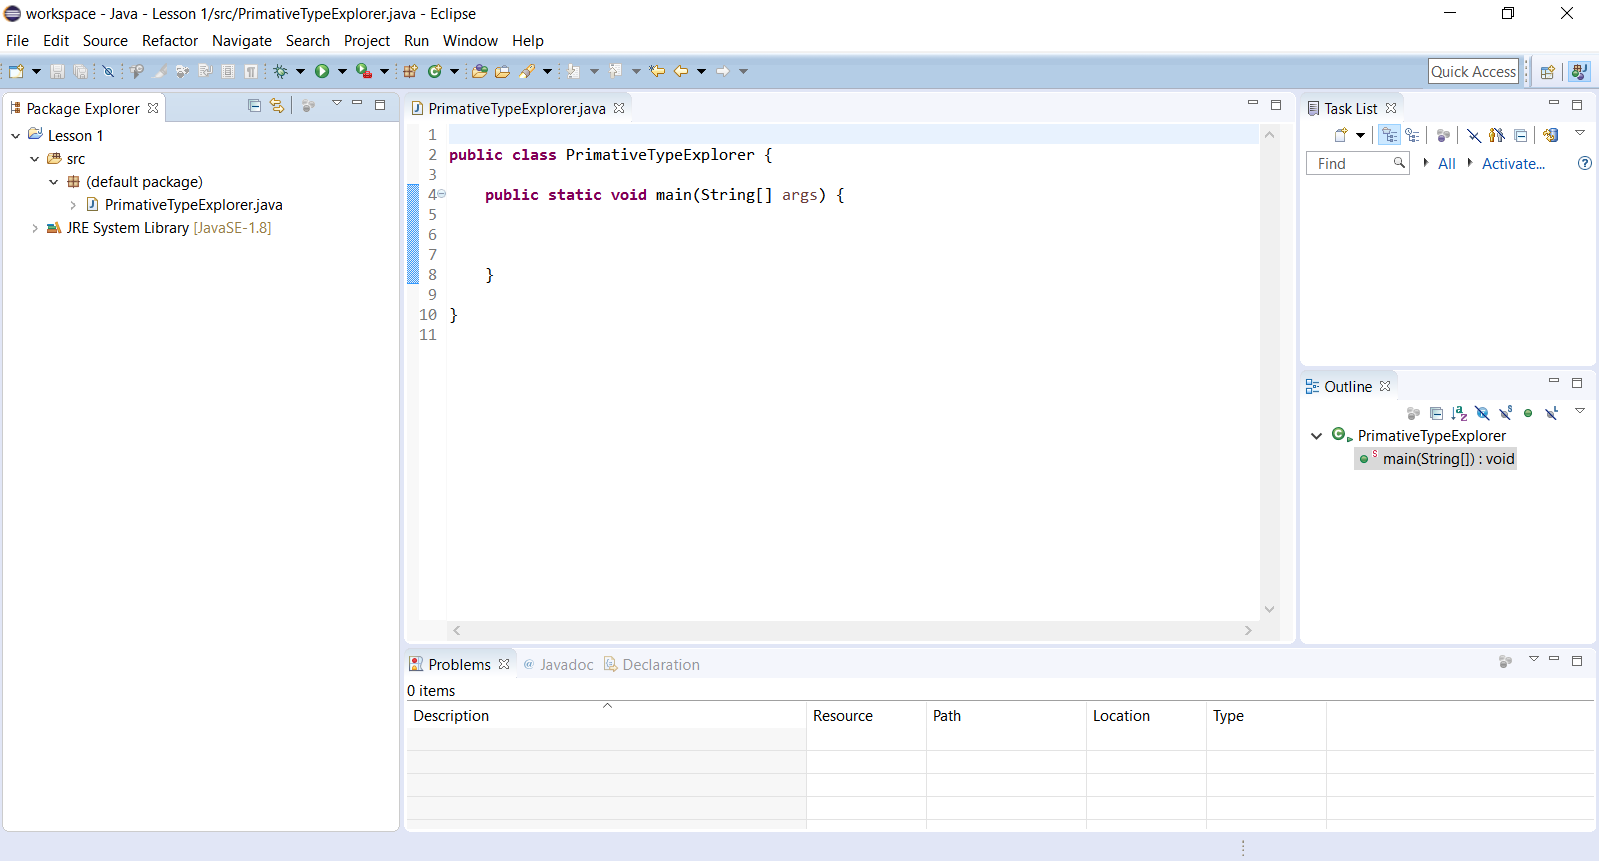 workspace - Java - Lesson 1/src/PrimativeTypeExplorer.java - Eclipse
File Edit Source Refactor Navigate Search Project Run Window Help
Quick Access
Package Explorer
Lesson 1
src
(default package)
PrimativeTypeExplorer.java
JRE System Library [JavaSE-1.8]
PrimativeTypeExplorer.java
1
2 public class PrimativeTypeExplorer {
3
4 public static void main(String[] args) {
5
6
7
8 }
9
10 }
11
Task List
Find All Activate...
Outline
PrimativeTypeExplorer
main(String[]) : void
Problems @ Javadoc Declaration
0 items
Description Resource Path Location Type